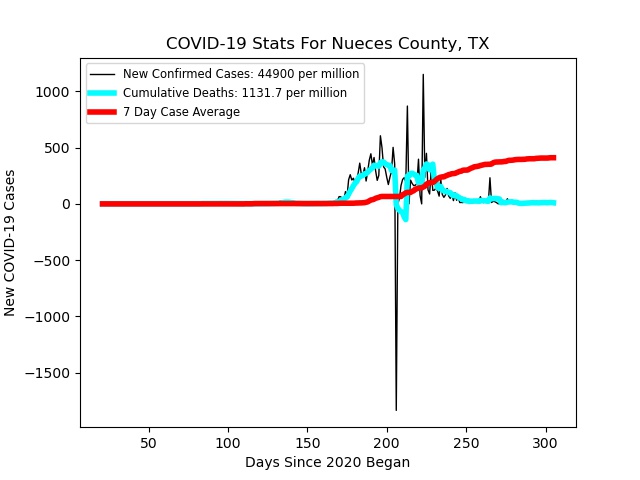 COVID-19 Stats For Nueces County, TX
New Confirmed Cases: 44900 per million
Cumulative Deaths: 1131.7 per million
7 Day Case Average
New COVID-19 Cases
1000
500
0
−500
−1000
−1500
50 100 150 200 250 300
Days Since 2020 Began